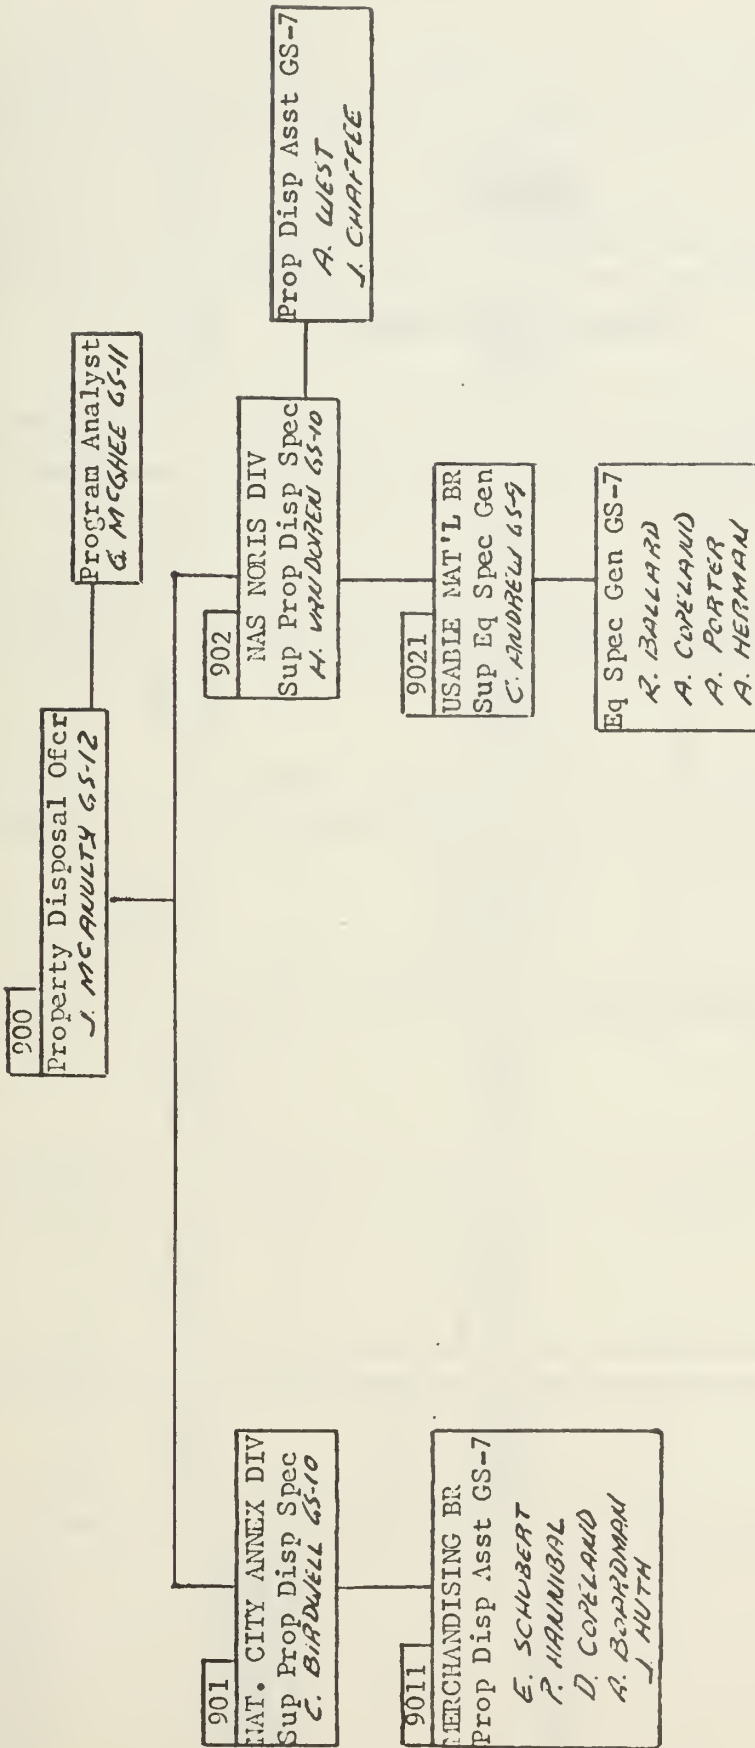 900
Property Disposal Ofcr
J. MCANULTY GS-12
Program Analyst
G. MCGHEE GS-11
901
NAT. CITY ANNEX DIV
Sup Prop Disp Spec
C. BIRDWELL GS-10
9011
MERCHANDISING BR
Prop Disp Asst GS-7
E. SCHUBERT
P. HANNIBAL
D. COPELAND
A. BOARDMAN
J. HUTH
902
NAS NORIS DIV
Sup Prop Disp Spec
H. VAN DOREN GS-10
Prop Disp Asst GS-7
A. WEST
J. CHAFFEE
9021
USABLE MAT'L BR
Sup Eq Spec Gen
C. ANDREW GS-9
Eq Spec Gen GS-7
R. BALLARD
A. COPELAND
A. PORTER
A. HERMAN